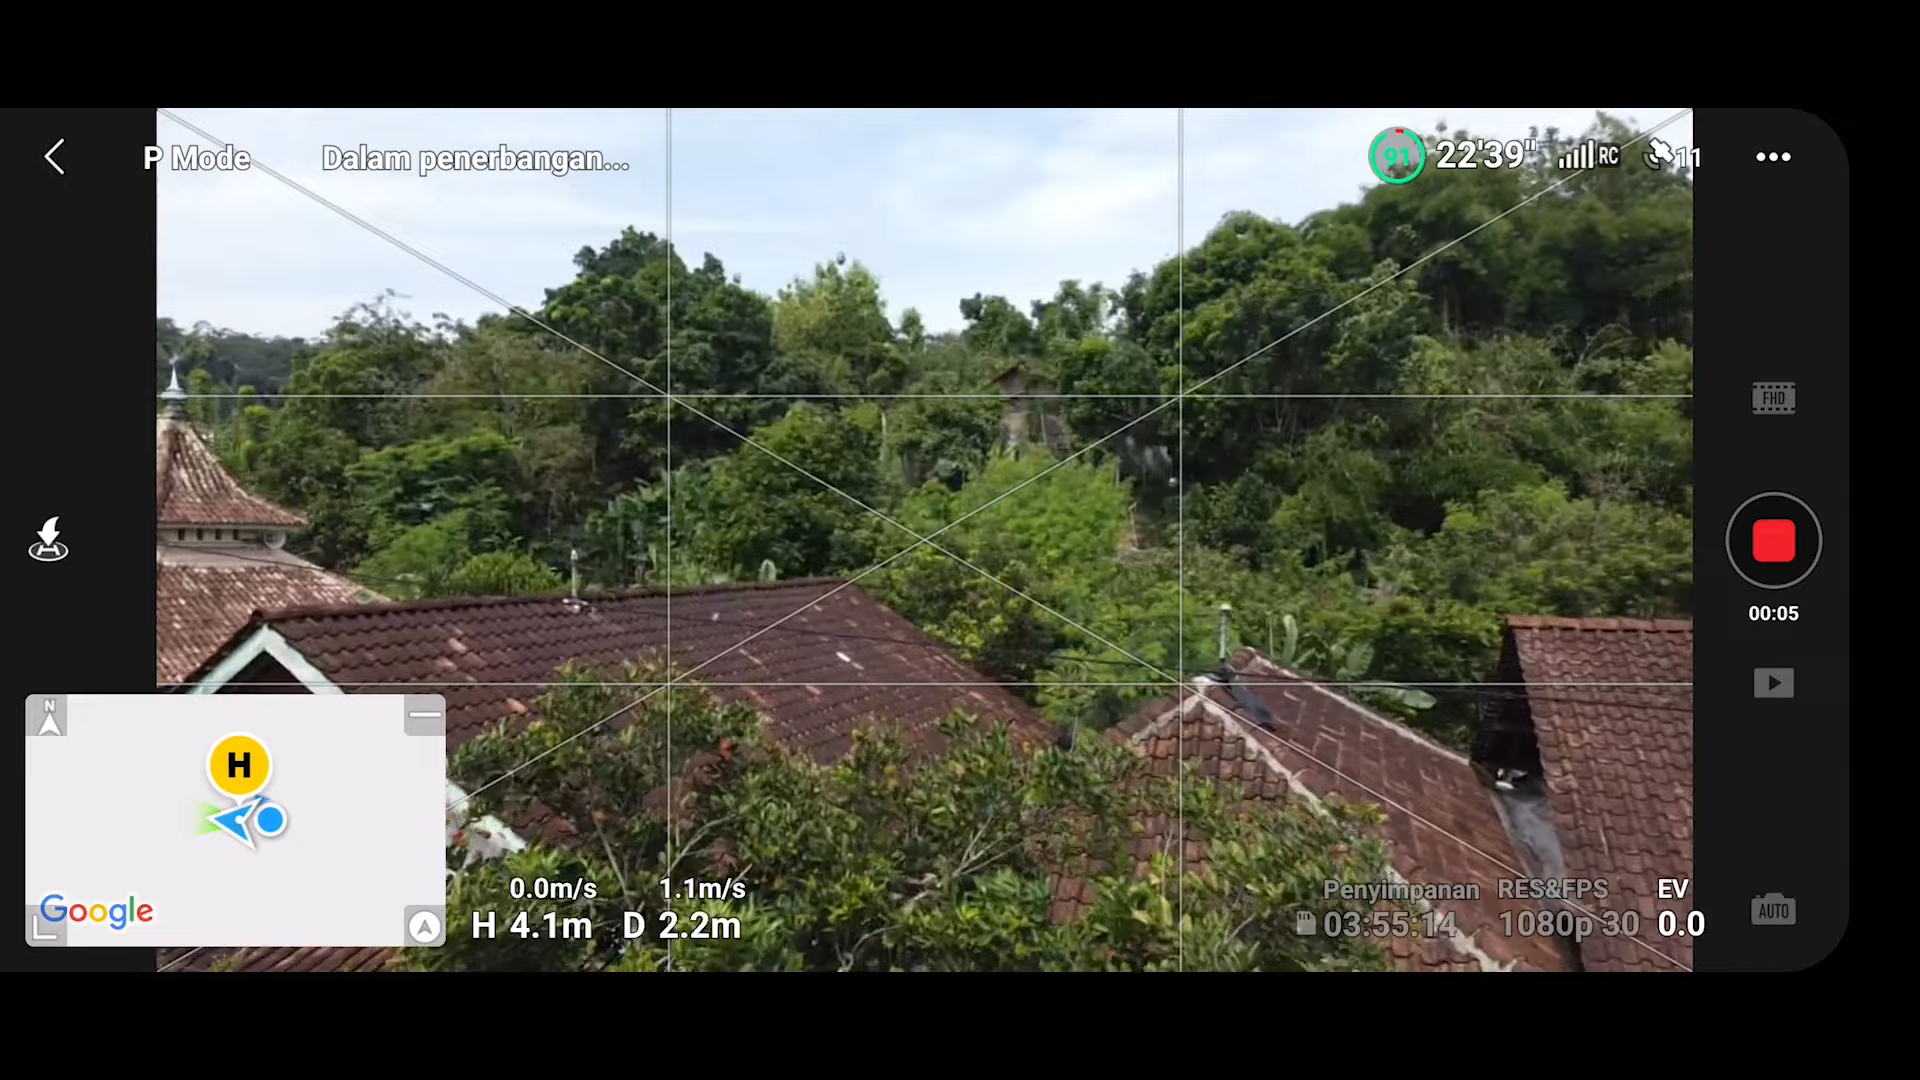 P Mode
Dalam penerbangan...
91
22'39"
RC
11
FHD
00:05
N
H
Google
0.0m/s
1.1m/s
H 4.1m
D 2.2m
Penyimpanan
RES&FPS
EV
03:55:14
1080p 30
0.0
AUTO